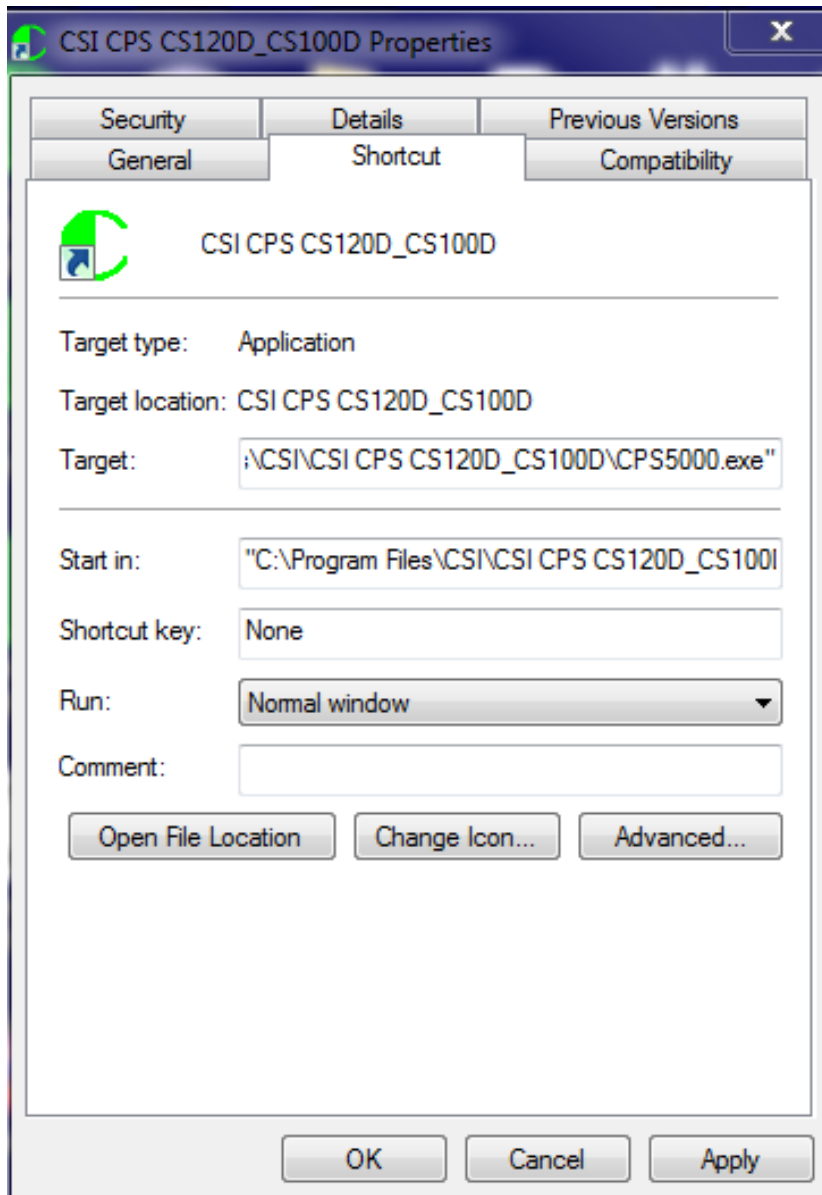 CSI CPS CS120D_CS100D Properties
X
Security Details Previous Versions
General Shortcut Compatibility
CSI CPS CS120D_CS100D
Target type: Application
Target location: CSI CPS CS120D_CS100D
Target: \CSI\CSI CPS CS120D_CS100D\CPS5000.exe"
Start in: "C:\Program Files\CSI\CSI CPS CS120D_CS100
Shortcut key: None
Run: Normal window
Comment:
Open File Location Change Icon... Advanced...
OK Cancel Apply